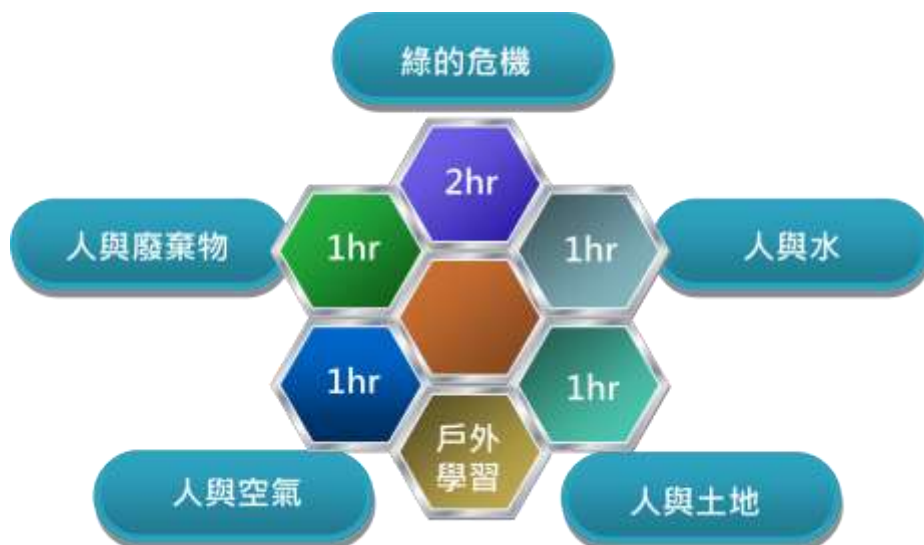 綠的危機
2hr
人與廢棄物
1hr
1hr
人與水
1hr
1hr
戶外
學習
人與空氣
人與土地